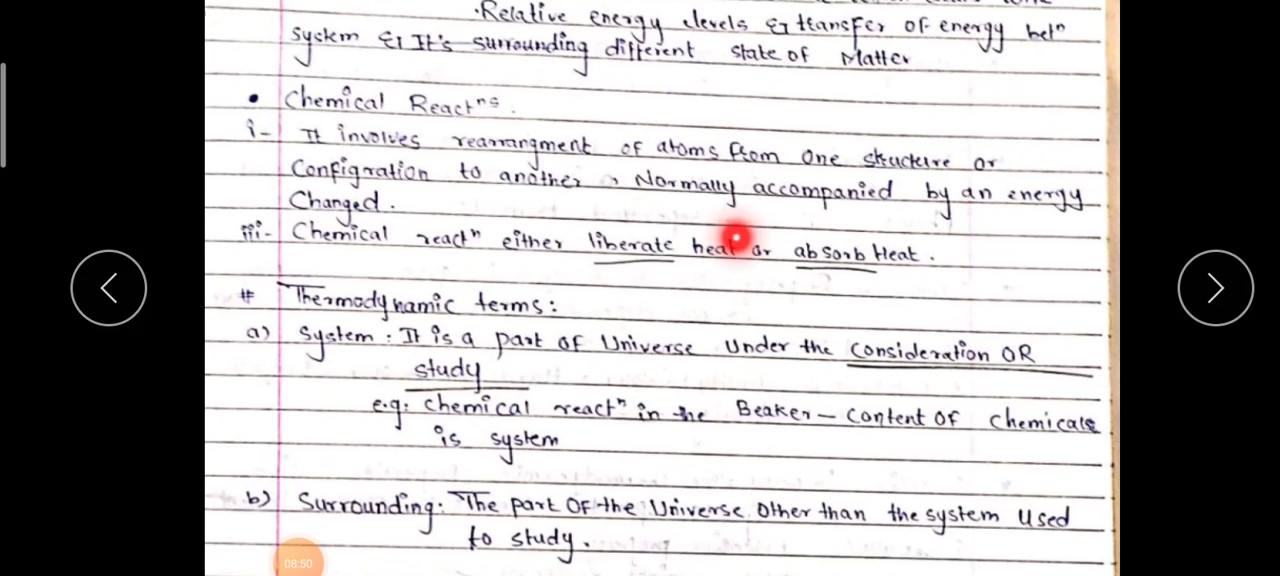 ·Relative energy levels & transfer of energy betⁿ
system & It's surrounding different state of Matter
• Chemical Reactⁿˢ.
i- It involves rearrangment of atoms from one structure or
Configration to another, Normally accompanied by an energy
Changed.
iii- Chemical reactⁿ either liberate heat or absorb Heat.
# Thermodynamic terms:
a) System: It is a part of Universe Under the Consideration OR
study
e.g: Chemical reactⁿ in the Beaker - Content of Chemicals
is system
b) Surrounding: The part of the Universe Other than the system Used
to study.
08:50